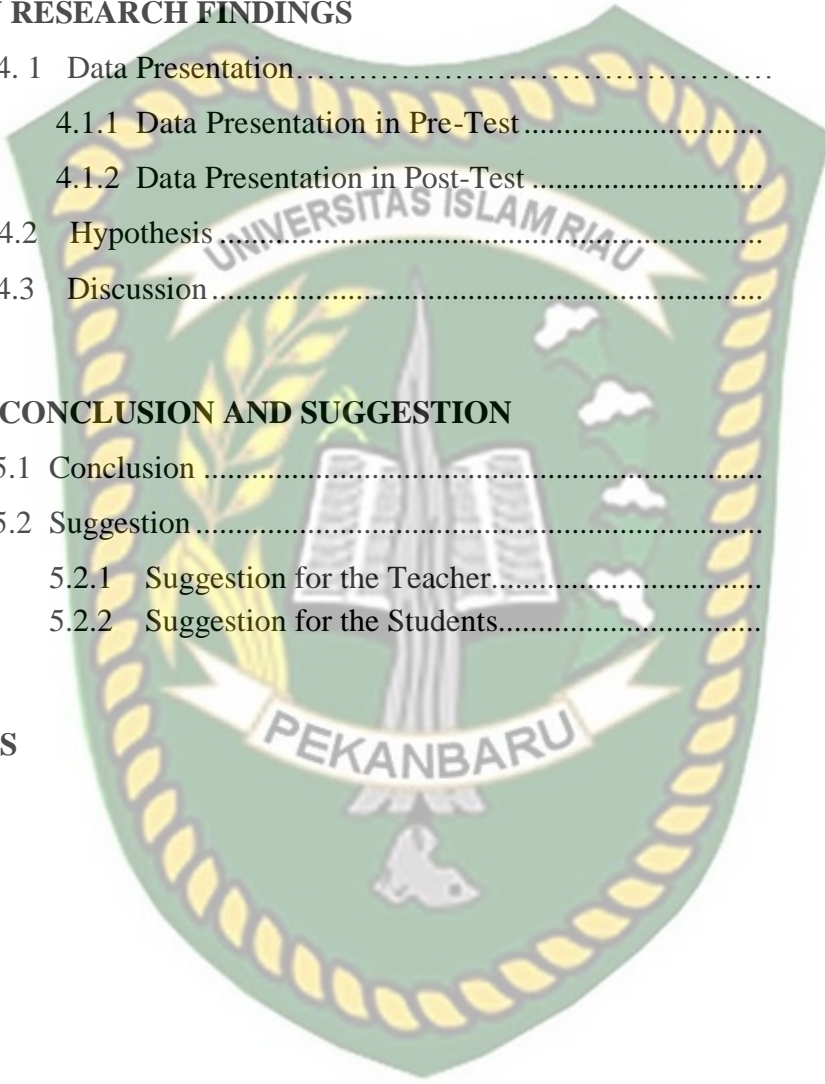 RESEARCH FINDINGS
4. 1 Data Presentation……………………………………………
4.1.1 Data Presentation in Pre-Test..............................
4.1.2 Data Presentation in Post-Test .............................
UNIVERSITAS ISLAM RIAU
4.2 Hypothesis .....................................................................
4.3 Discussion......................................................................
CONCLUSION AND SUGGESTION
5.1 Conclusion .......................................................................
5.2 Suggestion ........................................................................
5.2.1 Suggestion for the Teacher..................................
5.2.2 Suggestion for the Students.................................
PEKANBARU
S